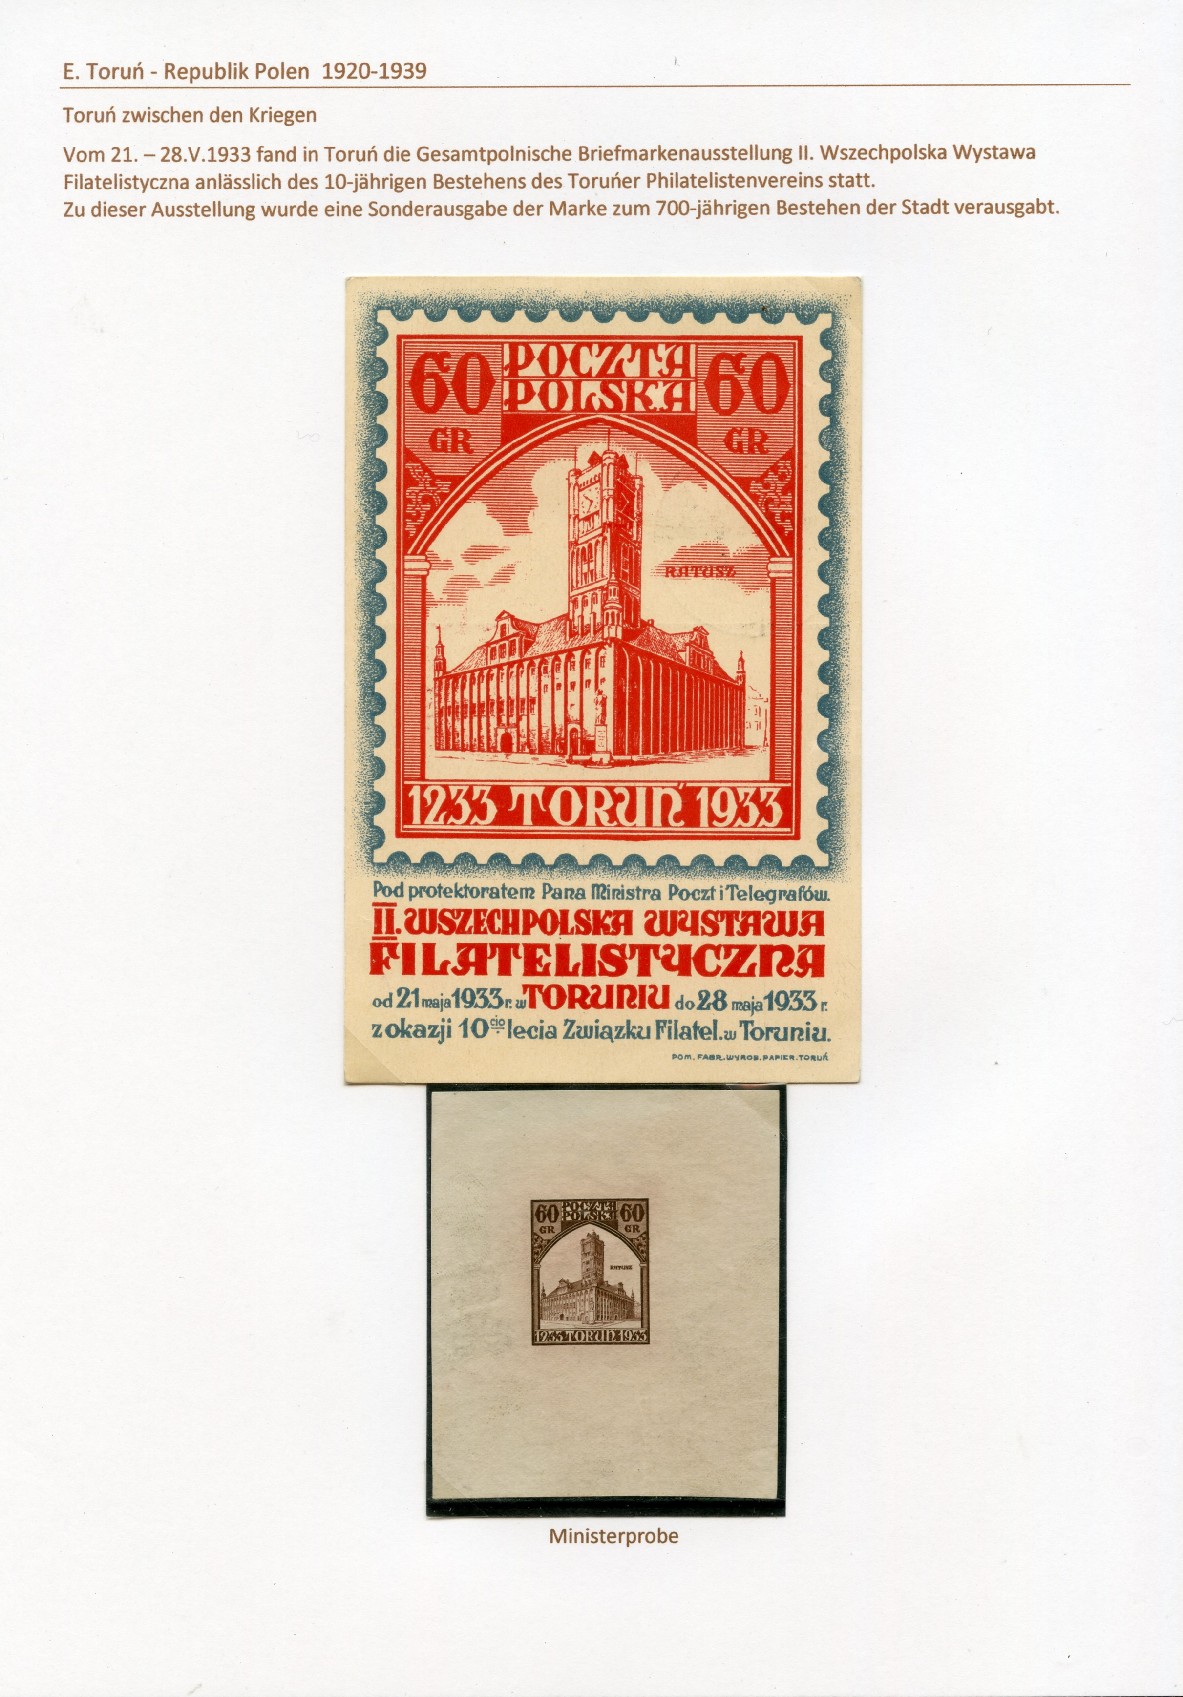 E. Toruń - Republik Polen 1920-1939
Toruń zwischen den Kriegen
Vom 21. – 28.V.1933 fand in Toruń die Gesamtpolnische Briefmarkenausstellung II. Wszechpolska Wystawa
Filatelistyczna anlässlich des 10-jährigen Bestehens des Toruńer Philatelistenvereins statt.
Zu dieser Ausstellung wurde eine Sonderausgabe der Marke zum 700-jährigen Bestehen der Stadt verausgabt.
60 POCZTA 60
GR POLSKA GR
RATUSZ
1233 TORUŃ 1933
Pod protektoratem Pana Ministra Poczt i Telegrafów.
II. WSZECHPOLSKA WYSTAWA
FILATELISTYCZNA
od 21 maja 1933 r. w TORUNIU do 28 maja 1933 r.
z okazji 10cio lecia Związku Filatel. w Toruniu.
POM. FABR. WYROB. PAPIER. TORUŃ
60 POCZTA 60
GR POLSKA GR
RATUSZ
1233 TORUŃ 1933
Ministerprobe